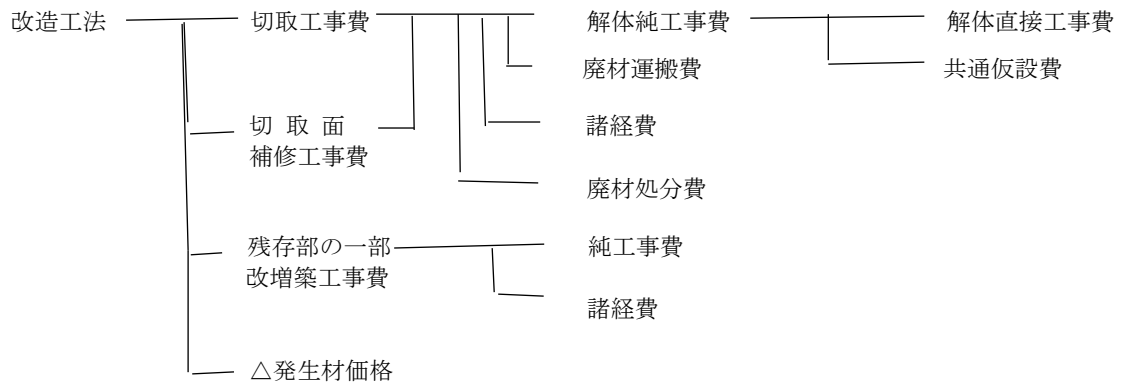 改造工法 切取工事費 解体純工事費 解体直接工事費
廃材運搬費 共通仮設費
切取面 諸経費
補修工事費
廃材処分費
残存部の一部 純工事費
改増築工事費
諸経費
△発生材価格